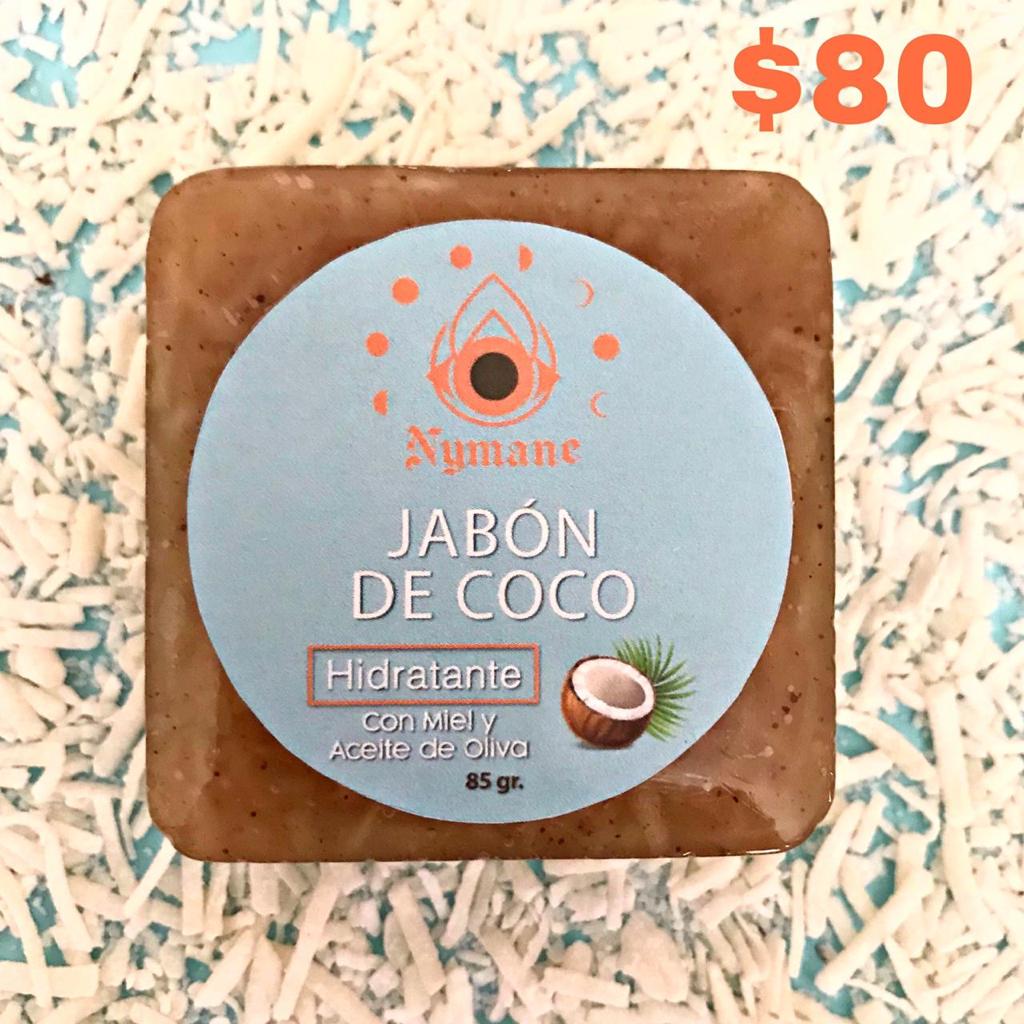 $80
Nymane
JABÓN
DE COCO
Hidratante
Con Miel y
Aceite de Oliva
85 gr.